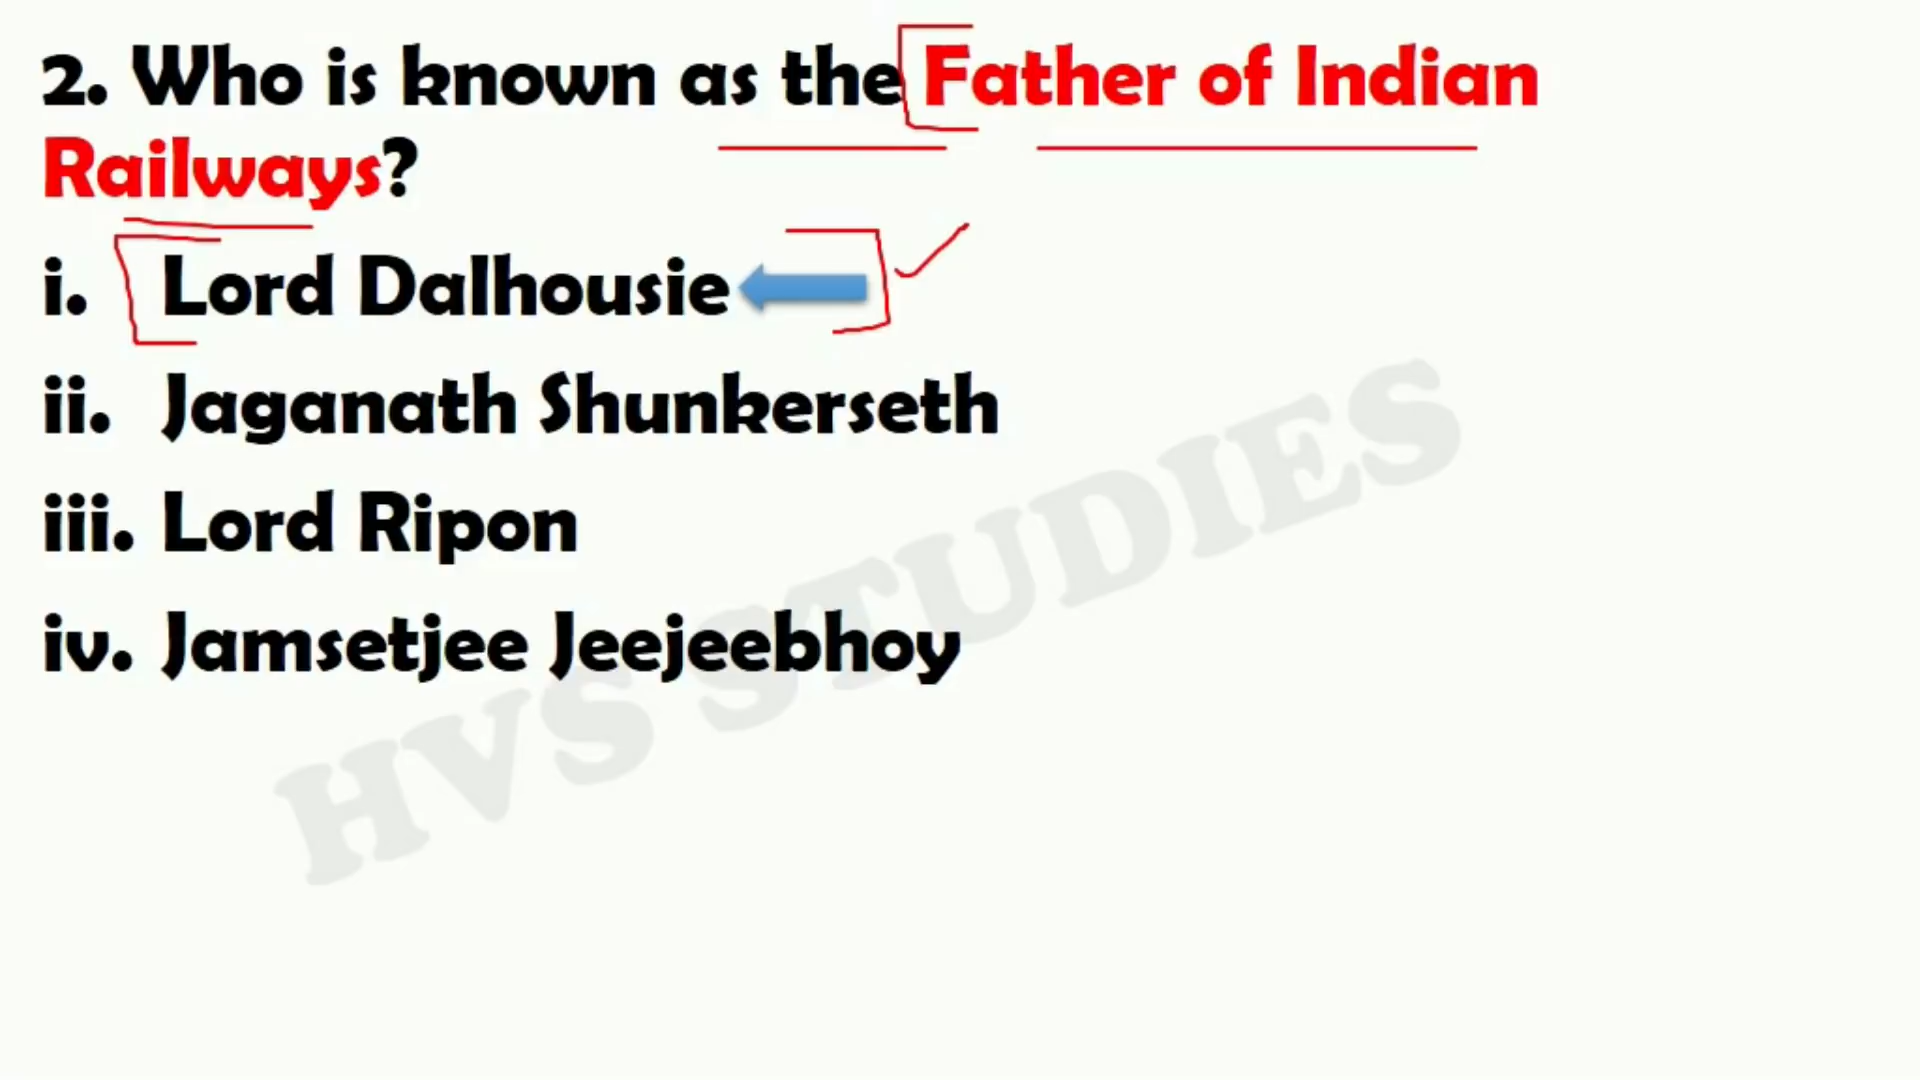 2. Who is known as the Father of Indian
Railways?
i. Lord Dalhousie
ii. Jaganath Shunkerseth
iii. Lord Ripon
iv. Jamsetjee Jeejeebhoy
HVS STUDIES